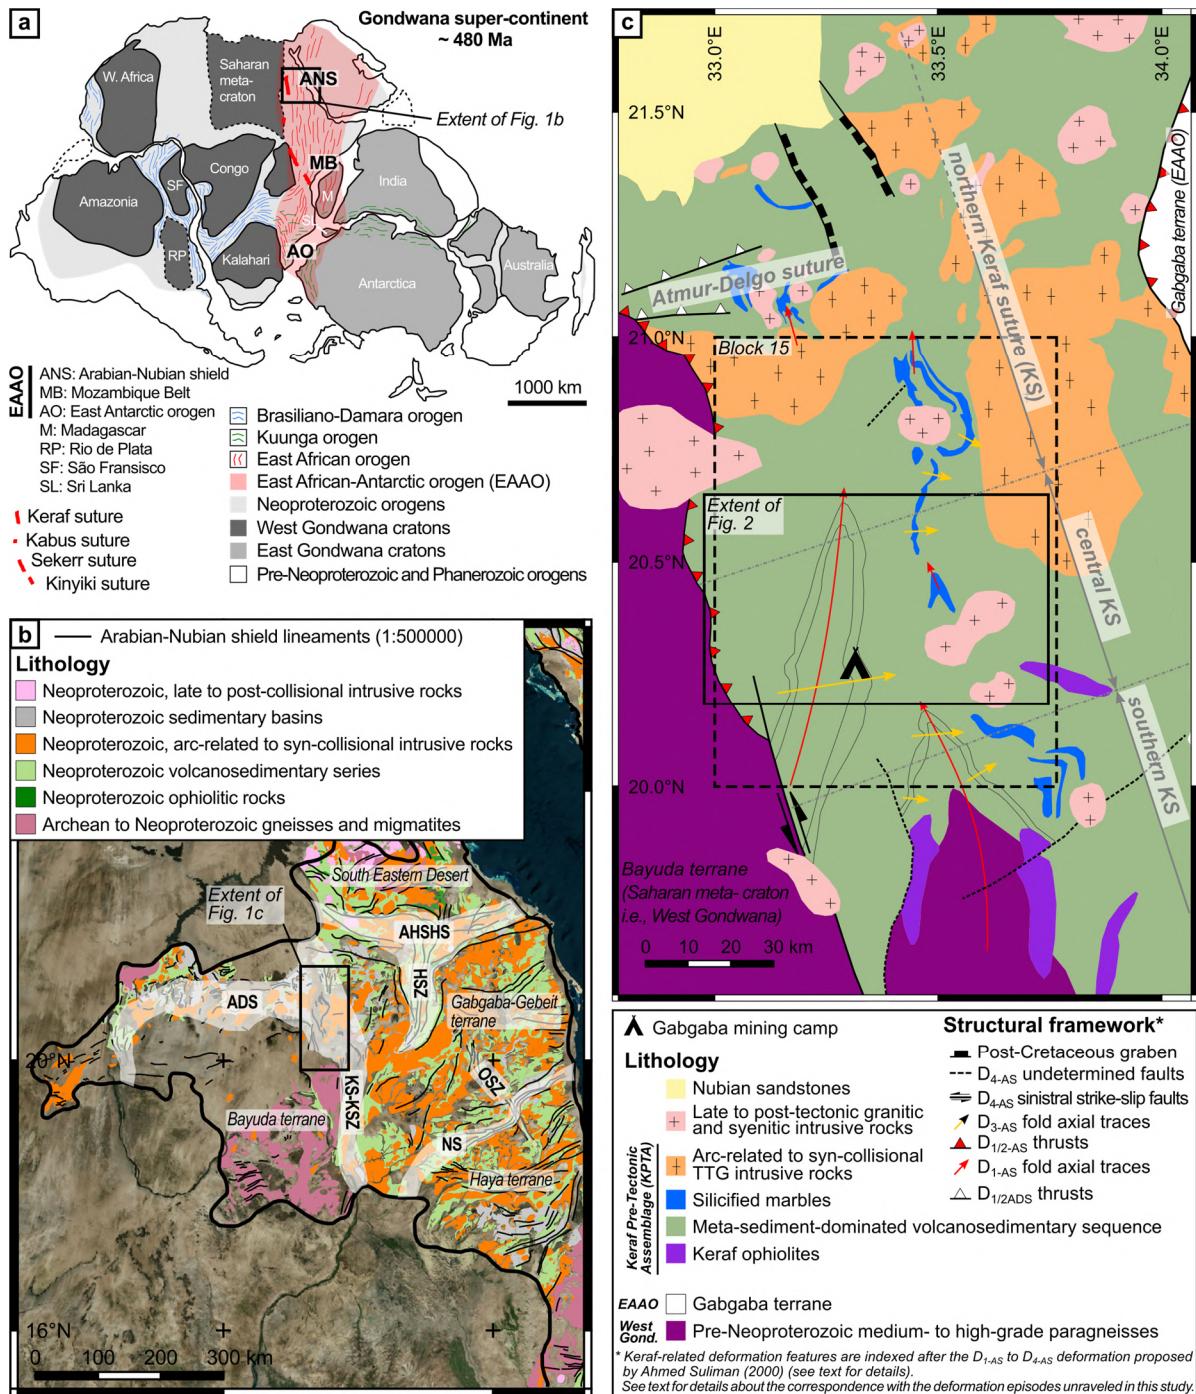 a
Gondwana super-continent
~ 480 Ma
W. Africa
Saharan
meta-
craton
ANS
Extent of Fig. 1b
MB
Congo
India
SF
M
Amazonia
SL
RP
AO
Kalahari
Antarctica
Australia
EAAO
ANS: Arabian-Nubian shield
MB: Mozambique Belt
AO: East Antarctic orogen
M: Madagascar
RP: Rio de Plata
SF: São Fransisco
SL: Sri Lanka
Keraf suture
Kabus suture
Sekerr suture
Kinyiki suture
1000 km
Brasiliano-Damara orogen
Kuunga orogen
East African orogen
East African-Antarctic orogen (EAAO)
Neoproterozoic orogens
West Gondwana cratons
East Gondwana cratons
Pre-Neoproterozoic and Phanerozoic orogens
b
Arabian-Nubian shield lineaments (1:500000)
Lithology
Neoproterozoic, late to post-collisional intrusive rocks
Neoproterozoic sedimentary basins
Neoproterozoic, arc-related to syn-collisional intrusive rocks
Neoproterozoic volcanosedimentary series
Neoproterozoic ophiolitic rocks
Archean to Neoproterozoic gneisses and migmatites
South Eastern Desert
Extent of
Fig. 1c
AHSHS
HSZ
ADS
Gabgaba-Gebeit
terrane
20°N
OSZ
KS-KSZ
Bayuda terrane
NS
Haya terrane
16°N
0 100 200 300 km
c
33.0°E
33.5°E
34.0°E
21.5°N
northern Keraf suture (KS)
Gabgaba terrane (EAAO)
Atmur-Delgo suture
21.0°N
Block 15
Extent of
Fig. 2
20.5°N
central KS
southern KS
20.0°N
Bayuda terrane
(Saharan meta- craton
i.e., West Gondwana)
0 10 20 30 km
Gabgaba mining camp
Lithology
Nubian sandstones
Late to post-tectonic granitic
and syenitic intrusive rocks
Keraf Pre-Tectonic
Assemblage (KPTA)
Arc-related to syn-collisional
TTG intrusive rocks
Silicified marbles
Meta-sediment-dominated volcanosedimentary sequence
Keraf ophiolites
EAAO
Gabgaba terrane
West
Gond.
Pre-Neoproterozoic medium- to high-grade paragneisses
Structural framework*
Post-Cretaceous graben
D4-AS undetermined faults
D4-AS sinistral strike-slip faults
D3-AS fold axial traces
D1/2-AS thrusts
D1-AS fold axial traces
D1/2ADS thrusts
* Keraf-related deformation features are indexed after the D1-AS to D4-AS deformation proposed
by Ahmed Suliman (2000) (see text for details).
See text for details about the correspondence with the deformation episodes unraveled in this study.